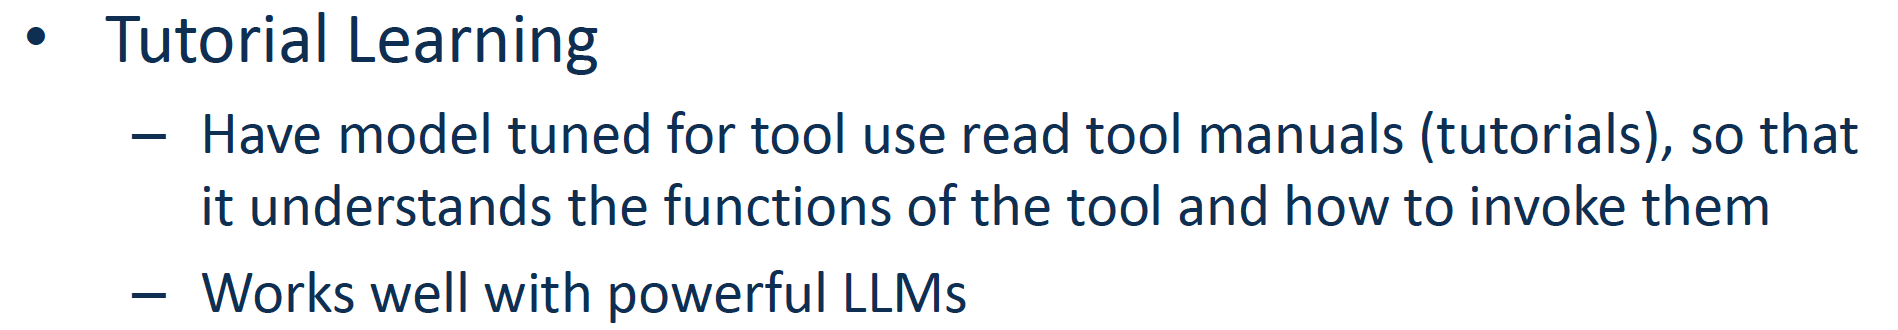 • Tutorial Learning
– Have model tuned for tool use read tool manuals (tutorials), so that
it understands the functions of the tool and how to invoke them
– Works well with powerful LLMs